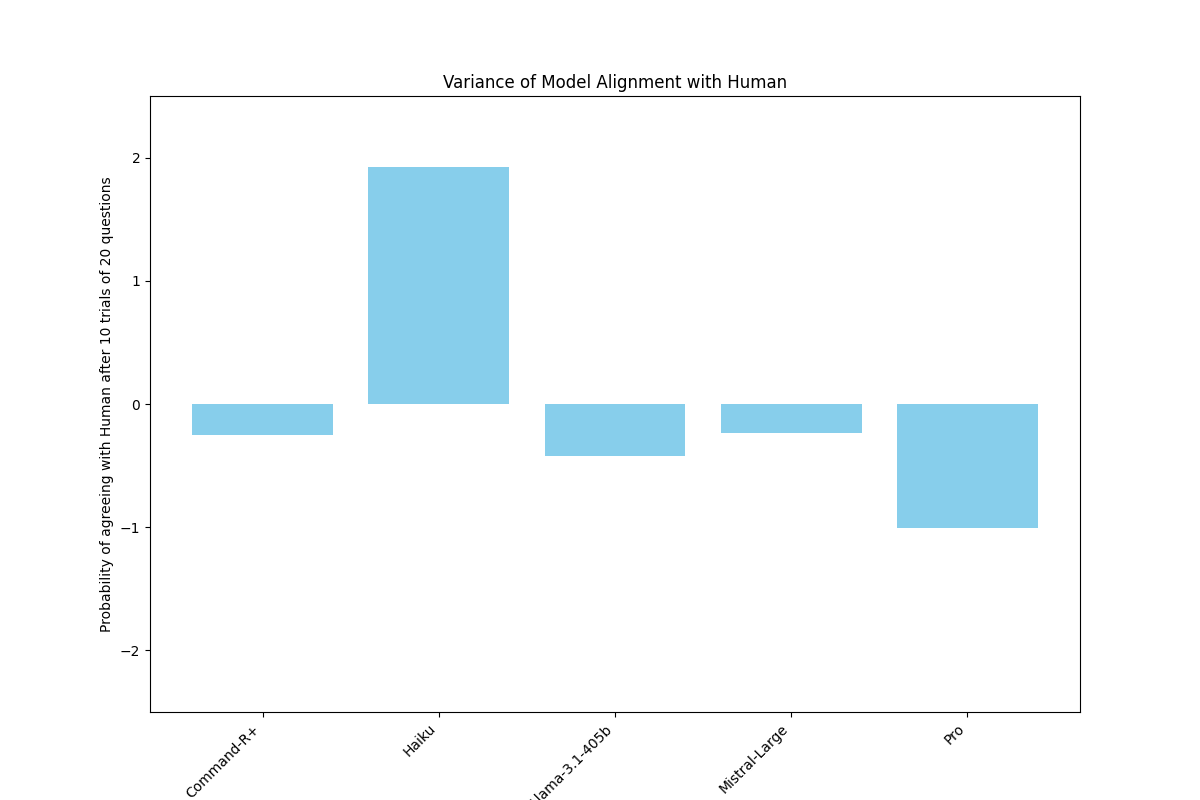 Variance of Model Alignment with Human
Probability of agreeing with Human after 10 trials of 20 questions
2
1
0
−1
−2
Command-R+
Haiku
lama-3.1-405b
Mistral-Large
Pro